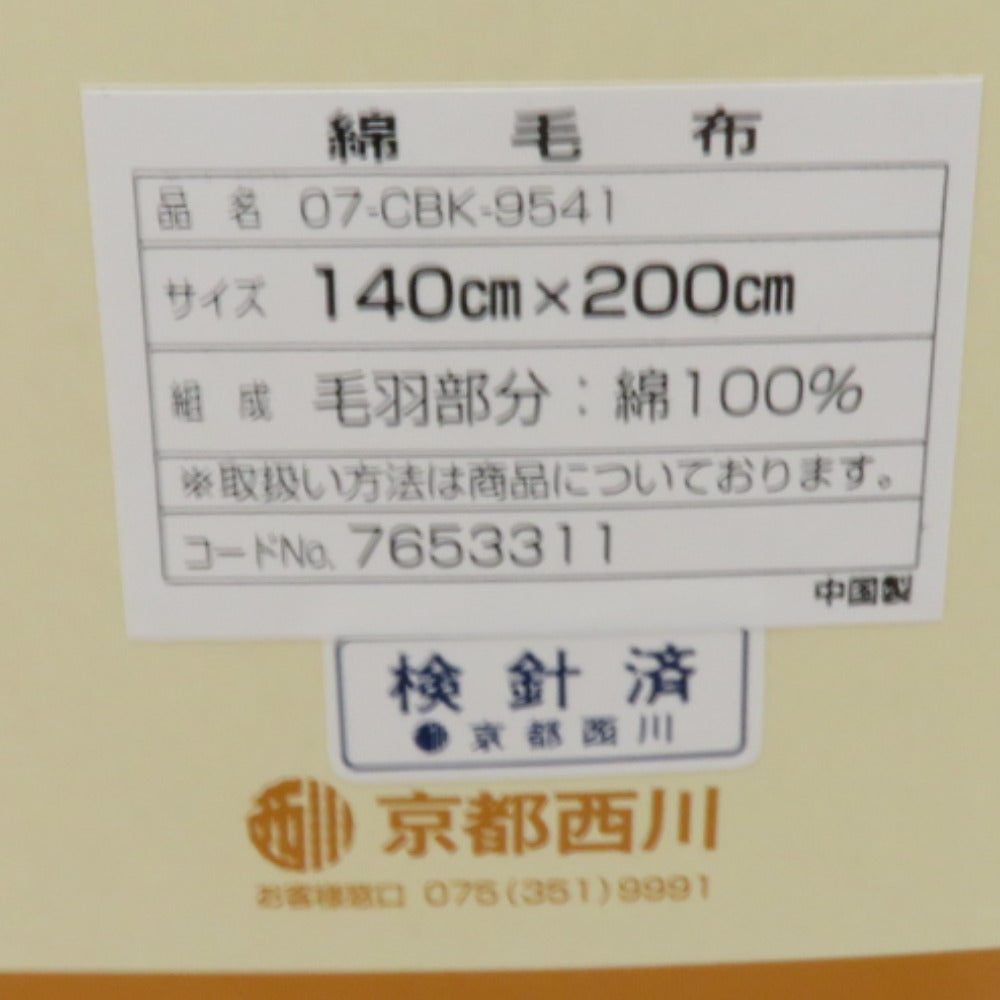 綿 毛 布
品 名 07-CBK-9541
サイズ 140cm×200cm
組 成 毛羽部分:綿100%
※取扱い方法は商品についております。
コードNo. 7653311
中国製
検 針 済
京都西川
京都西川
お客様窓口 075(351)9991